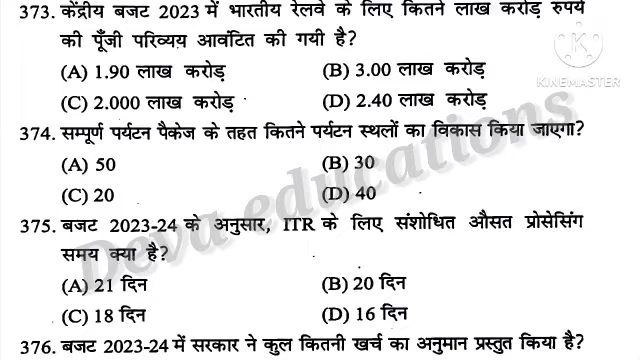 373. केंद्रीय बजट 2023 में भारतीय रेलवे के लिए कितने लाख करोड़ रुपये
की पूँजी परिव्यय आवंटित की गयी है?
(A) 1.90 लाख करोड़ (B) 3.00 लाख करोड़
(C) 2.000 लाख करोड़ (D) 2.40 लाख करोड़
374. सम्पूर्ण पर्यटन पैकेज के तहत कितने पर्यटन स्थलों का विकास किया जाएगा?
(A) 50 (B) 30
(C) 20 (D) 40
375. बजट 2023-24 के अनुसार, ITR के लिए संशोधित औसत प्रोसेसिंग
समय क्या है?
(A) 21 दिन (B) 20 दिन
(C) 18 दिन (D) 16 दिन
376. बजट 2023-24 में सरकार ने कुल कितनी खर्च का अनुमान प्रस्तुत किया है?
Deva educations
KINEMASTER